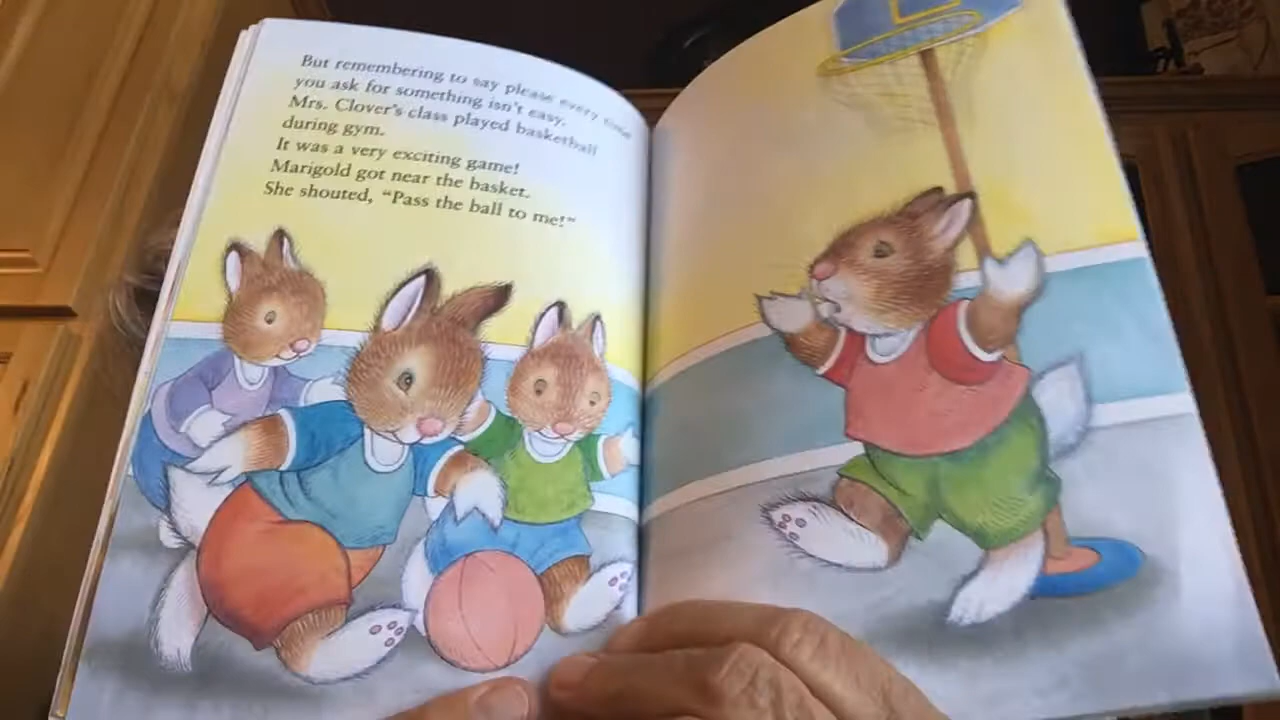 But remembering to say please every time
you ask for something isn't easy.
Mrs. Clover's class played basketball
during gym.
It was a very exciting game!
Marigold got near the basket.
She shouted, "Pass the ball to me!"